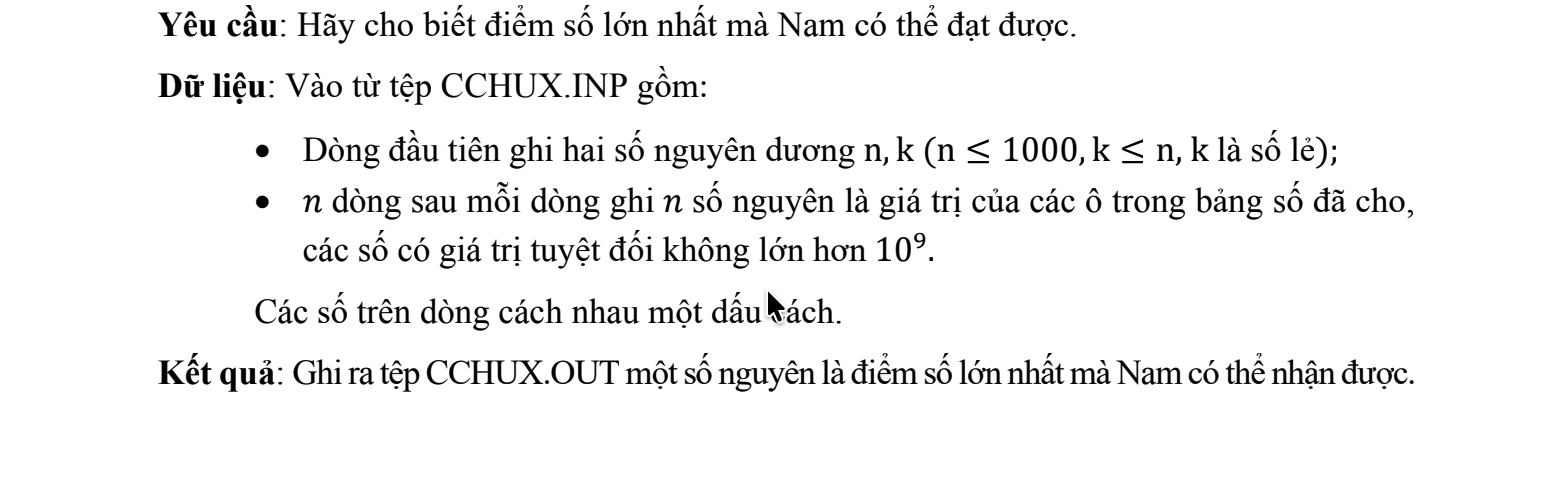 Yêu cầu: Hãy cho biết điểm số lớn nhất mà Nam có thể đạt được.
Dữ liệu: Vào từ tệp CCHUX.INP gồm:
• Dòng đầu tiên ghi hai số nguyên dương n, k (n ≤ 1000, k ≤ n, k là số lẻ);
• n dòng sau mỗi dòng ghi n số nguyên là giá trị của các ô trong bảng số đã cho,
các số có giá trị tuyệt đối không lớn hơn 10⁹.
Các số trên dòng cách nhau một dấu cách.
Kết quả: Ghi ra tệp CCHUX.OUT một số nguyên là điểm số lớn nhất mà Nam có thể nhận được.